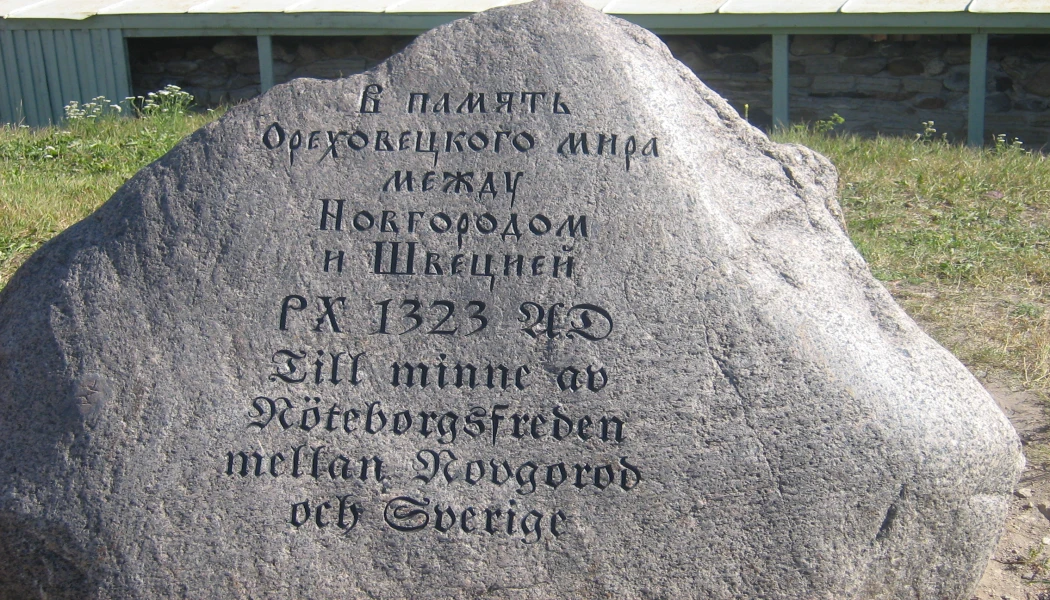 В память
Ореховецкого мира
между
Новгородом
и Швецией
РХ 1323 AD
Till minne av
Nöteborgsfreden
mellan Novgorod
och Sverige